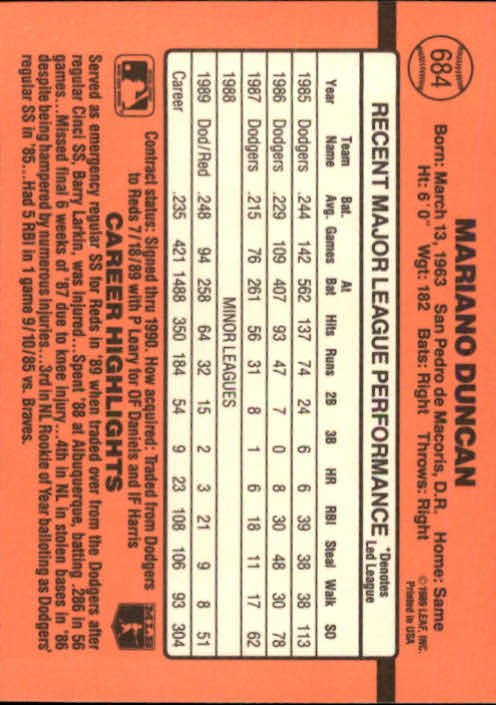 684
MARIANO DUNCAN
Born: March 13, 1963 San Pedro de Macoris, D.R. Home: Same
Ht: 6' 0" Wgt: 182 Bats: Right Throws: Right
© 1989 LEAF, INC.
Printed in USA
RECENT MAJOR LEAGUE PERFORMANCE *Denotes Led League
Year Team Name Bat. Avg. Games At Bat Hits Runs 2B 3B HR RBI Steal Walk SO
1985 Dodgers .244 142 562 137 74 24 6 6 39 38 38 113
1986 Dodgers .229 109 407 93 47 7 0 8 30 48 30 78
1987 Dodgers .215 76 261 56 31 8 1 6 18 11 17 62
1988 MINOR LEAGUES
1989 Dod/Red .248 94 258 64 32 15 2 3 21 9 8 51
Career .235 421 1488 350 184 54 9 23 108 106 93 304
Contract status: Signed thru 1990. How acquired: Traded from Dodgers
to Reds 7/18/89 with P Leary for OF Daniels and IF Harris
CAREER HIGHLIGHTS
MLB
Served as emergency regular SS for Reds in '89 when traded over from the Dodgers after
regular Cinci SS, Barry Larkin, was injured...Spent '88 at Albuquerque, batting .286 in 56
games...Missed final 6 weeks of '87 due to knee injury...4th in NL in stolen bases in '86
despite being hampered by numerous injuries...3rd in NL Rookie of Year balloting as Dodgers'
regular SS in '85...Had 5 RBI in 1 game 9/10/85 vs. Braves.